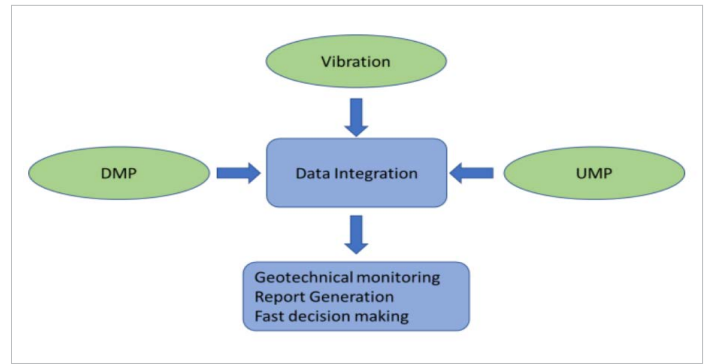 Vibration
DMP
Data Integration
UMP
Geotechnical monitoring
Report Generation
Fast decision making